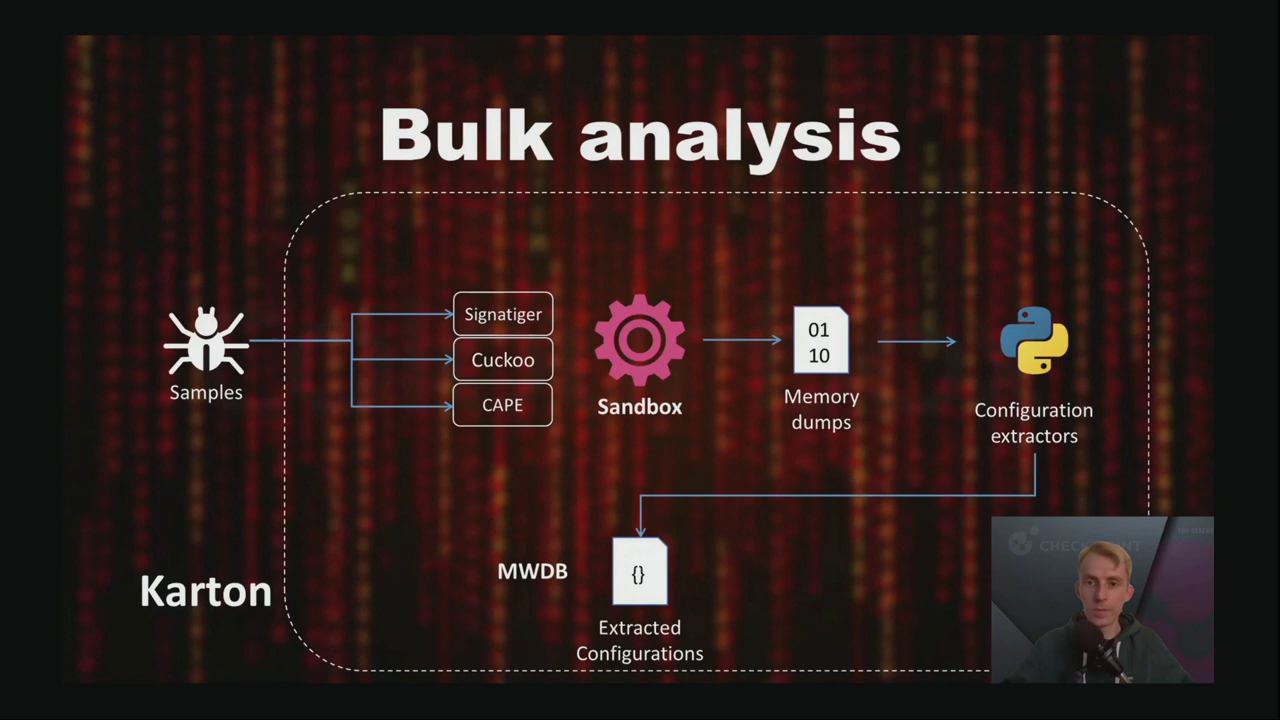 Bulk analysis
Samples
Signatiger
Cuckoo
CAPE
Sandbox
01
10
Memory
dumps
Configuration
extractors
Karton
MWDB
{}
Extracted
Configurations